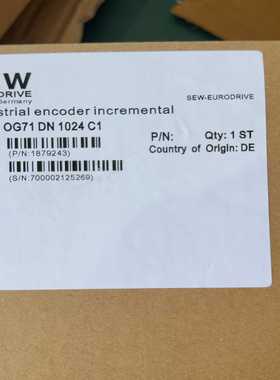 W
DRIVE
Germany
SEW-EURODRIVE
strial encoder incremental
OG71 DN 1024 C1
P/N:
Qty: 1 ST
(P/N:1879243)
Country of Origin: DE
(S/N:700002125269)